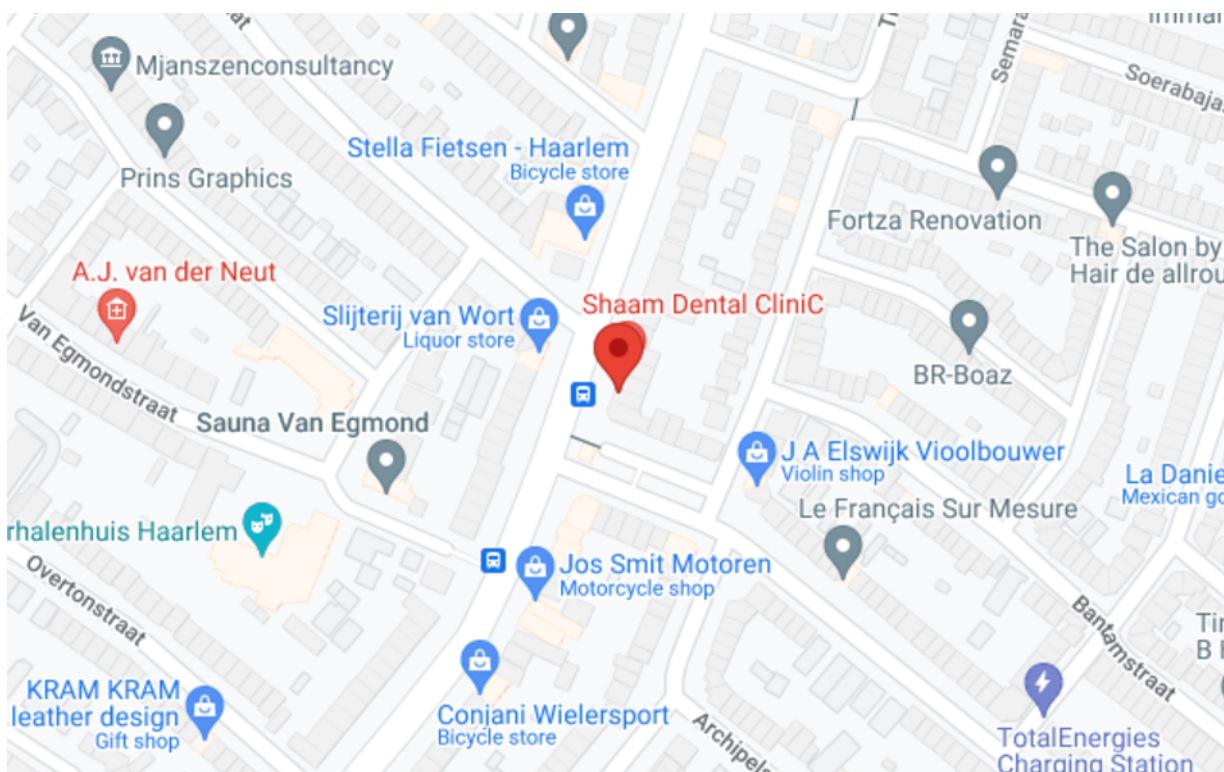 Mjanszenconsultancy
Prins Graphics
Stella Fietsen - Haarlem
Bicycle store
Soerabaja
Fortza Renovation
The Salon by
Hair de allrou
A.J. van der Neut
Slijterij van Wort
Liquor store
Shaam Dental CliniC
BR-Boaz
Van Egmondstraat
Sauna Van Egmond
J A Elswijk Vioolbouwer
Violin shop
La Danie
Mexican go
Le Français Sur Mesure
rhalenhuis Haarlem
Jos Smit Motoren
Motorcycle shop
Overtonstraat
Bantamstraat
KRAM KRAM
leather design
Gift shop
Conjani Wielersport
Bicycle store
Archipels
TotalEnergies
Charging Station
Semara